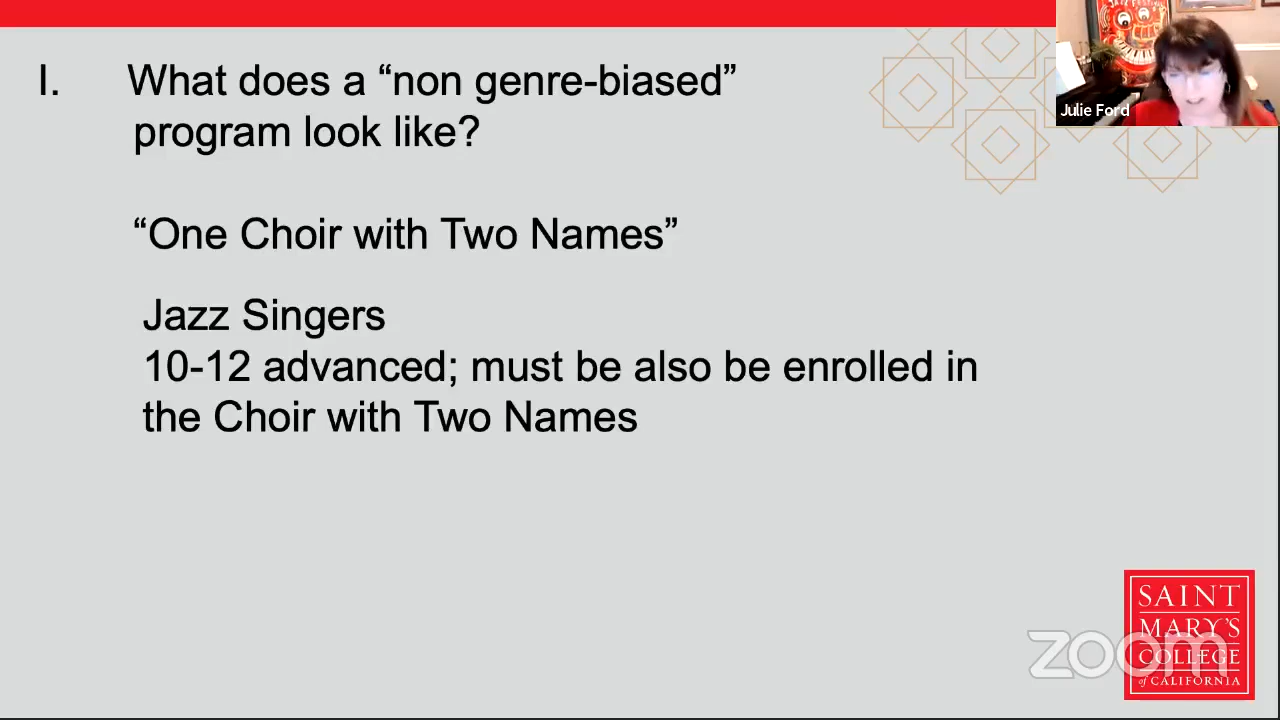 I. What does a “non genre-biased”
program look like?
“One Choir with Two Names”
Jazz Singers
10-12 advanced; must be also be enrolled in
the Choir with Two Names
Julie Ford
SAINT
MARY'S
COLLEGE
of CALIFORNIA
zoom